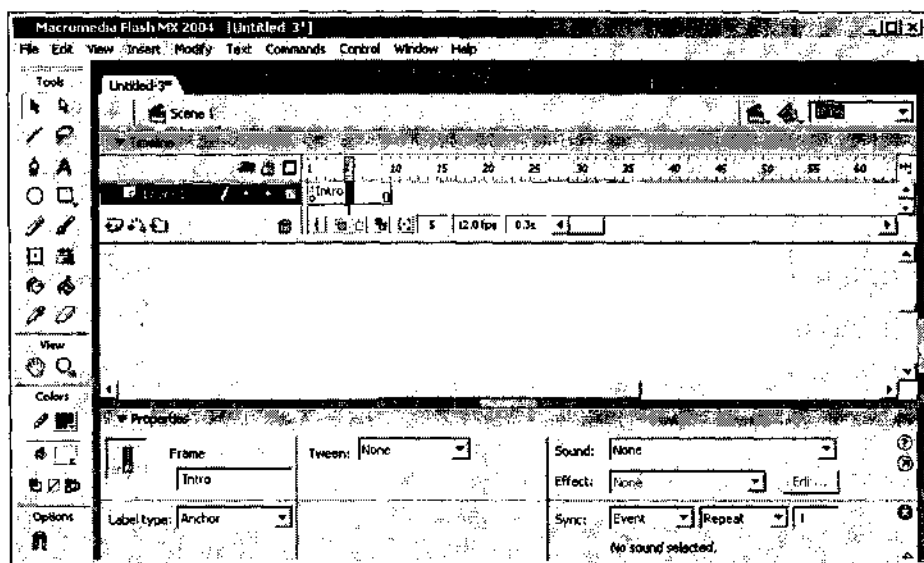 Macromedia Flash MX 2004 - [Untitled-3*]
File Edit View Insert Modify Text Commands Control Window Help
Tools
Untitled-3*
Scene 1
Timeline
1 5 10 15 20 25 30 35 40 45 50 55 60
Intro
5 12.0 fps 0.3s
View
Colors
Properties
Frame Tween: None Sound: None
Intro Effect: None Edit...
Options Label type: Anchor Sync: Event Repeat 1
No sound selected.